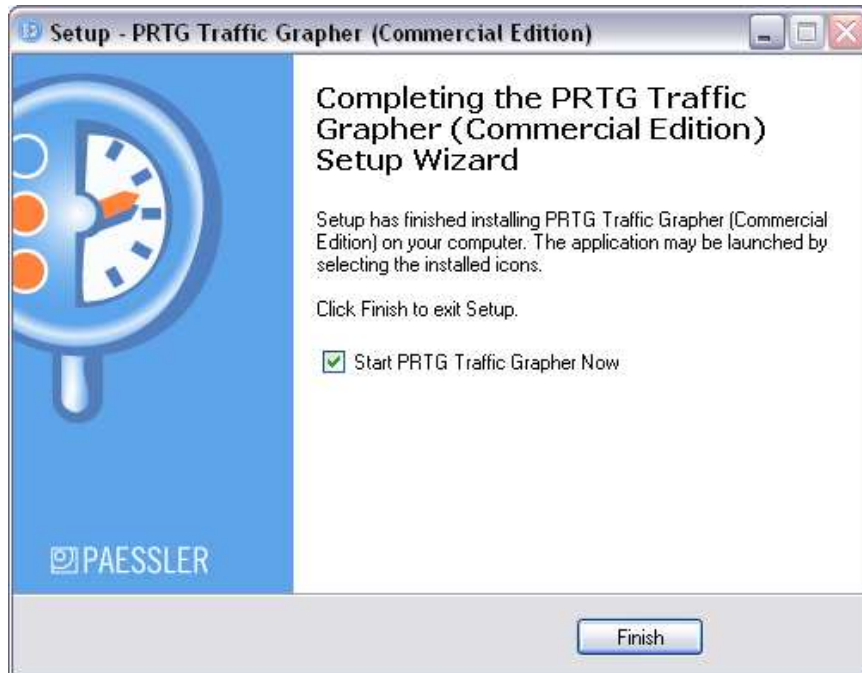 Setup - PRTG Traffic Grapher (Commercial Edition)
Completing the PRTG Traffic
Grapher (Commercial Edition)
Setup Wizard
Setup has finished installing PRTG Traffic Grapher (Commercial
Edition) on your computer. The application may be launched by
selecting the installed icons.
Click Finish to exit Setup.
Start PRTG Traffic Grapher Now
PAESSLER
Finish